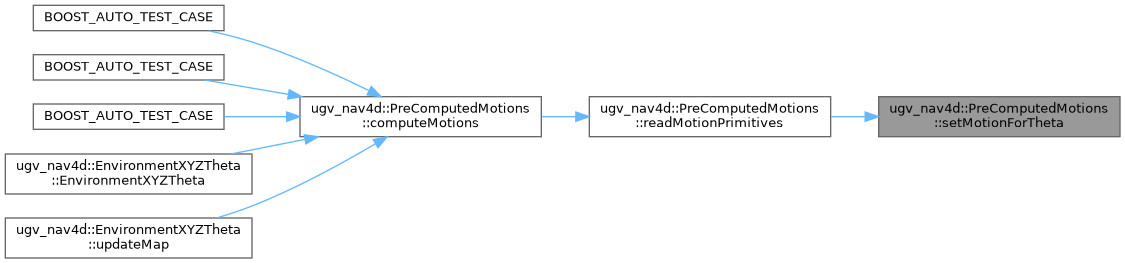 BOOST_AUTO_TEST_CASE
BOOST_AUTO_TEST_CASE
BOOST_AUTO_TEST_CASE
ugv_nav4d::EnvironmentXYZTheta
::EnvironmentXYZTheta
ugv_nav4d::EnvironmentXYZTheta
::updateMap
ugv_nav4d::PreComputedMotions
::computeMotions
ugv_nav4d::PreComputedMotions
::readMotionPrimitives
ugv_nav4d::PreComputedMotions
::setMotionForTheta